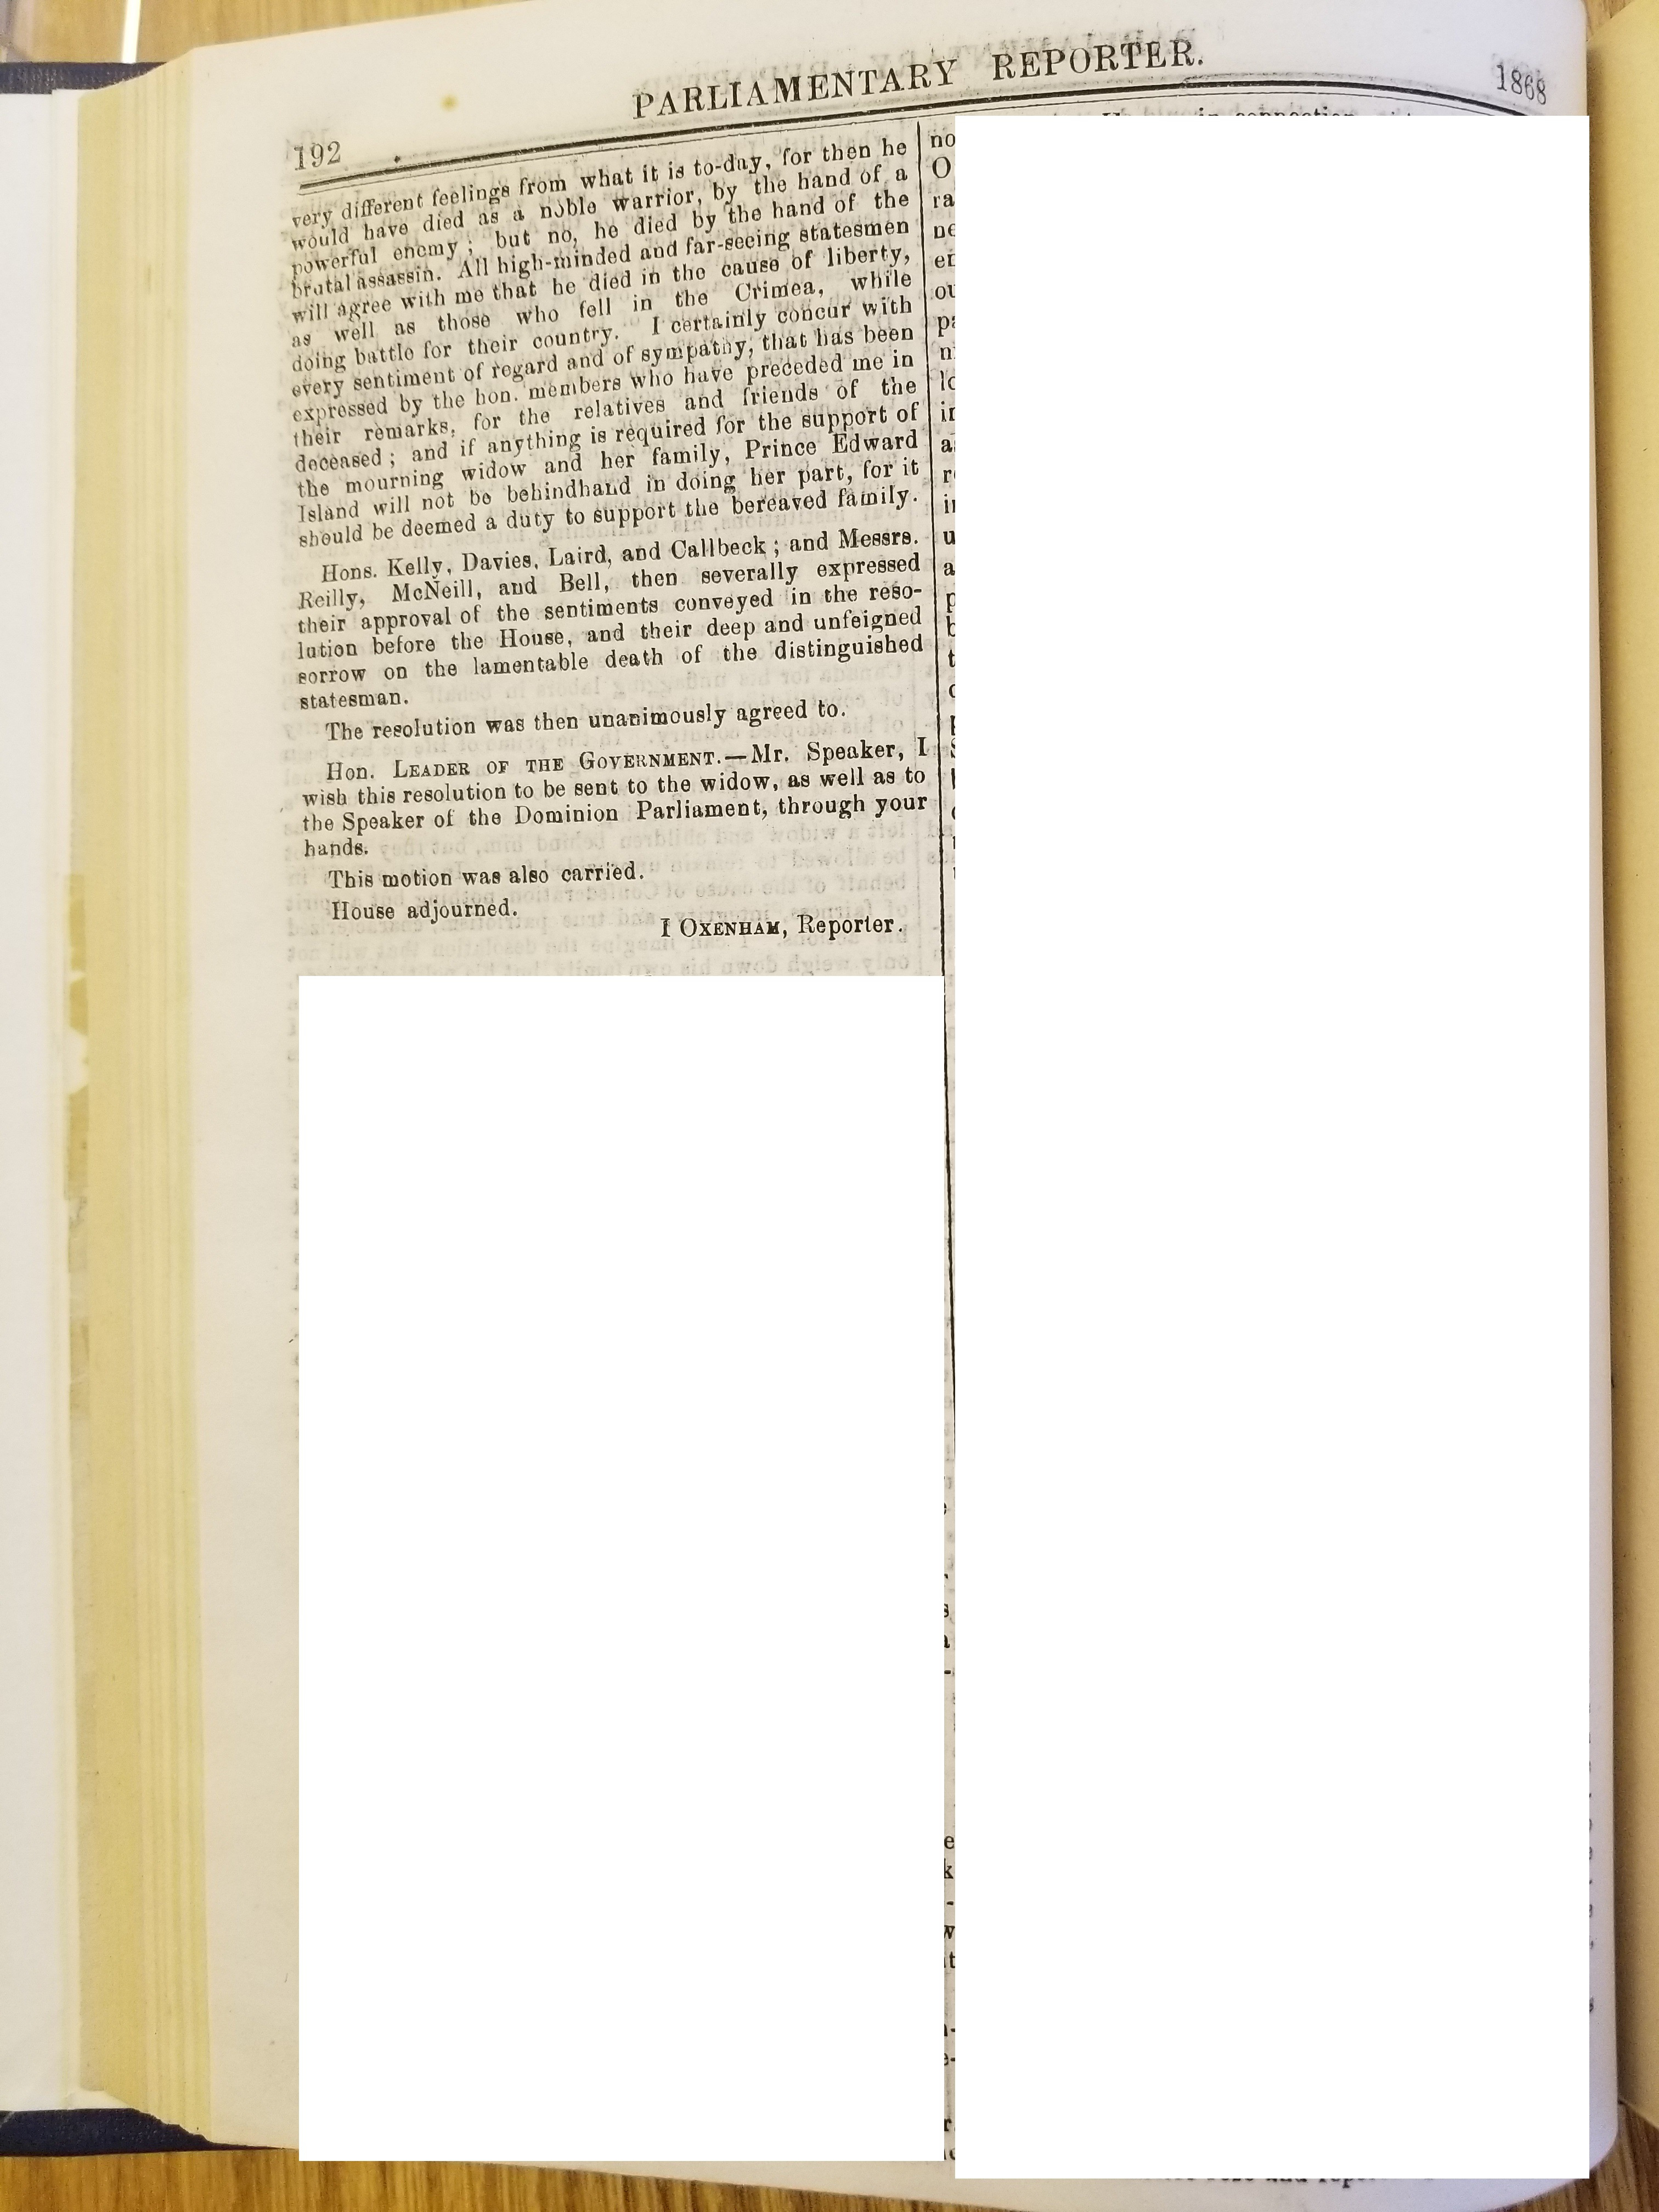 192
PARLIAMENTARY REPORTER.
1868
very different feelings from what it is to-day, for then he
would have died as a noble warrior, by the hand of a
powerful enemy; but no, he died by the hand of the
brutal assassin. All high-minded and far-seeing statesmen
will agree with me that he died in the cause of liberty,
as well as those who fell in the Crimea, while
doing battle for their country. I certainly concur with
every sentiment of regard and of sympathy, that has been
expressed by the hon. members who have preceded me in
their remarks, for the relatives and friends of the
deceased; and if anything is required for the support of
the mourning widow and her family, Prince Edward
Island will not be behindhand in doing her part, for it
should be deemed a duty to support the bereaved family.
Hons. Kelly, Davies, Laird, and Callbeck; and Messrs.
Reilly, McNeill, and Bell, then severally expressed
their approval of the sentiments conveyed in the reso-
lution before the House, and their deep and unfeigned
sorrow on the lamentable death of the distinguished
statesman.
The resolution was then unanimously agreed to.
Hon. LEADER OF THE GOVERNMENT.—Mr. Speaker, I
wish this resolution to be sent to the widow, as well as to
the Speaker of the Dominion Parliament, through your
hands.
This motion was also carried.
House adjourned.
I OXENHAM, Reporter.